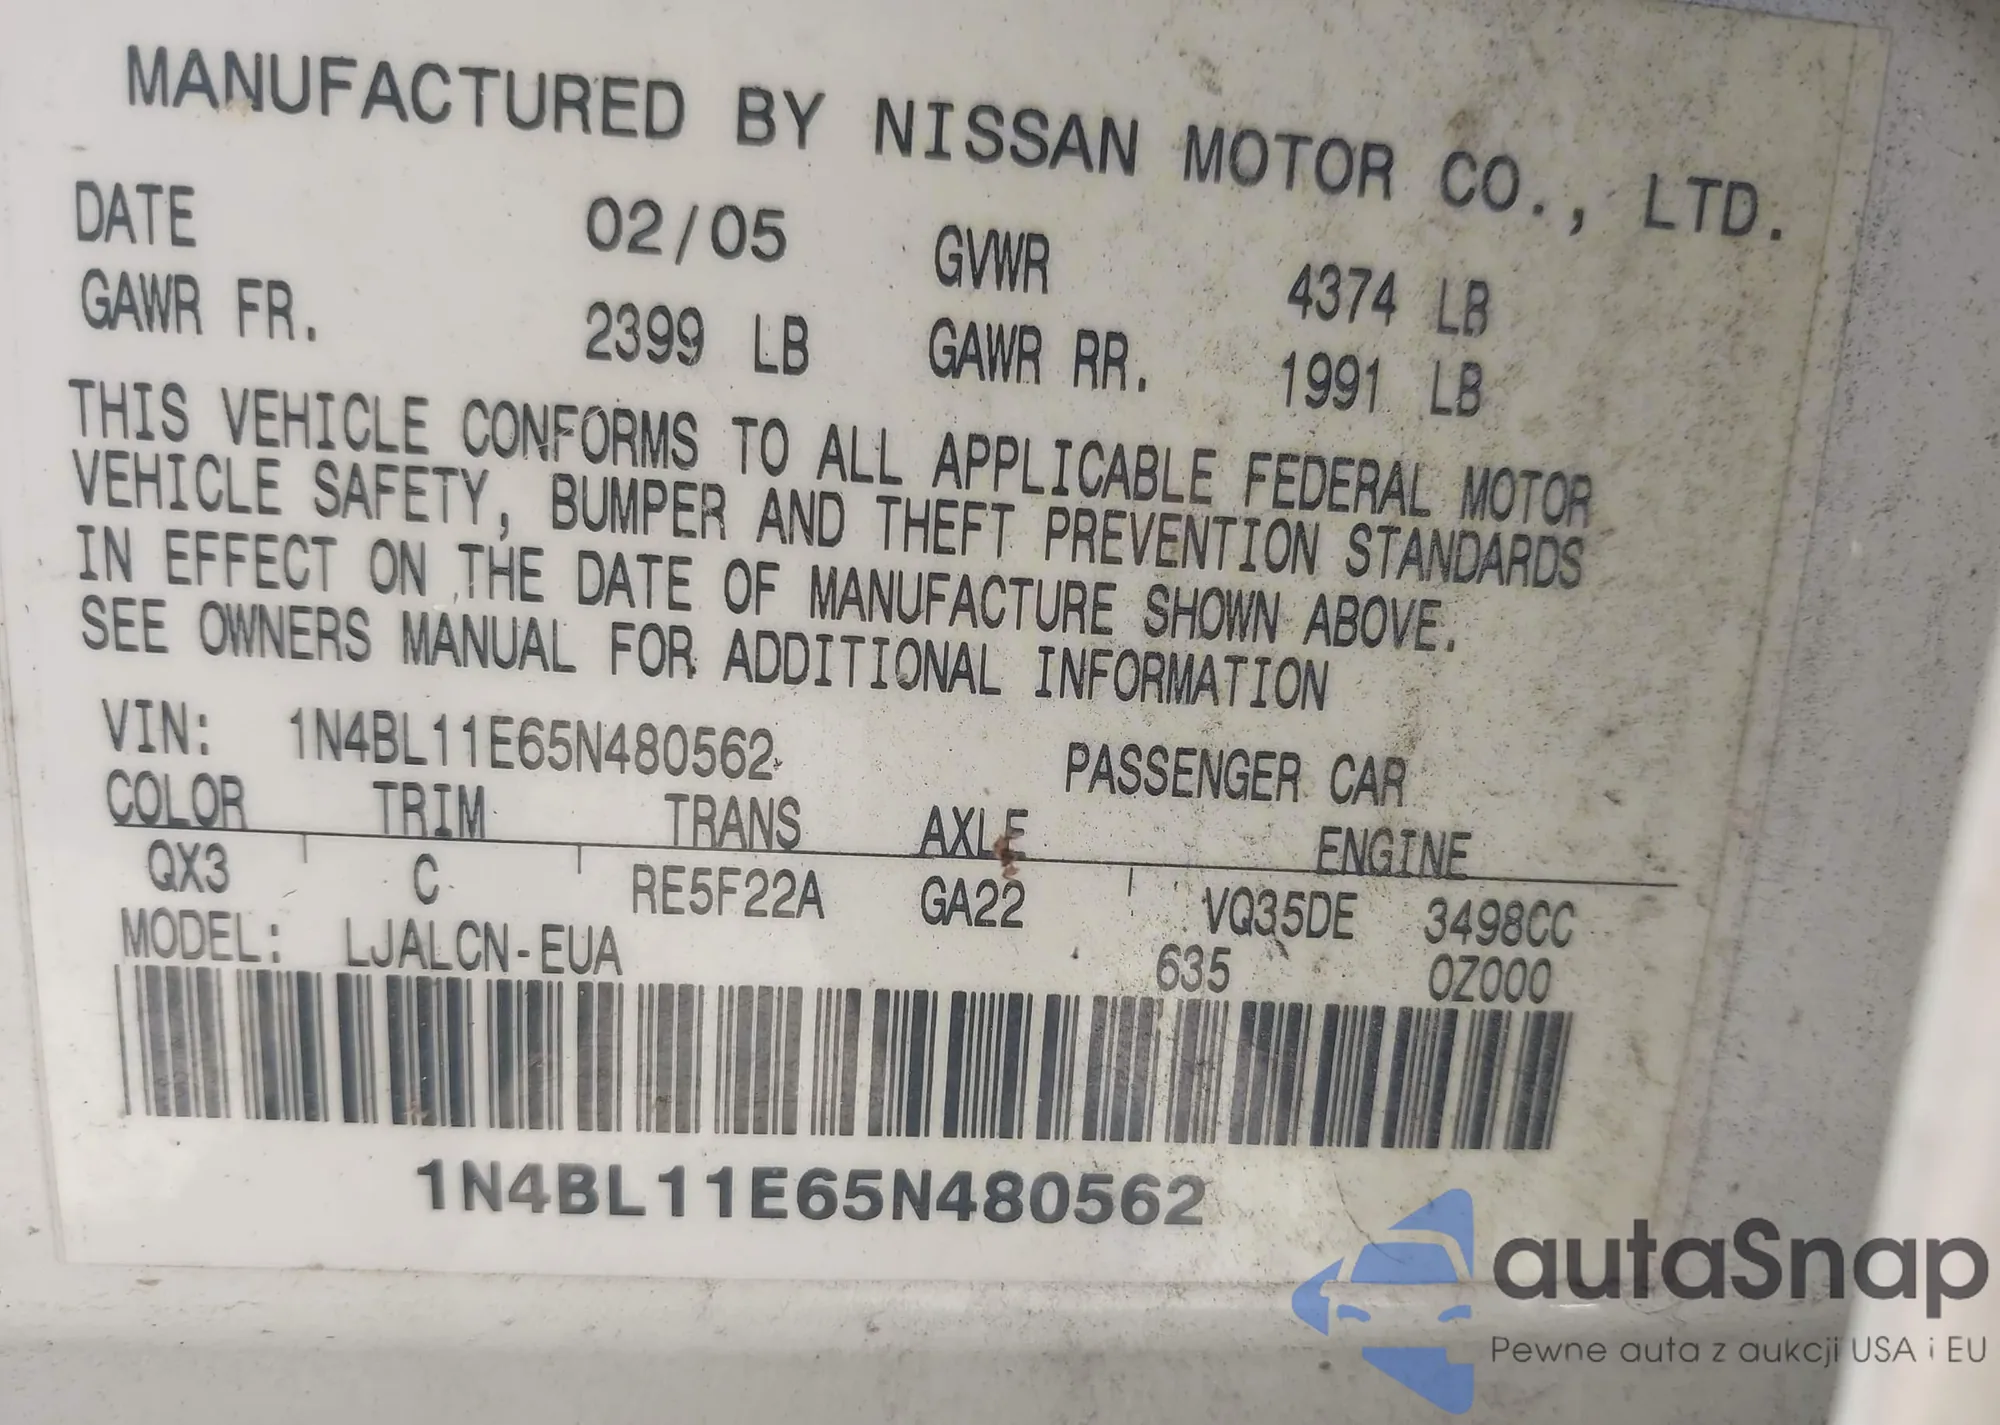 MANUFACTURED BY NISSAN MOTOR CO., LTD.
DATE 02/05 GVWR 4374 LB
GAWR FR. 2399 LB GAWR RR. 1991 LB
THIS VEHICLE CONFORMS TO ALL APPLICABLE FEDERAL MOTOR
VEHICLE SAFETY, BUMPER AND THEFT PREVENTION STANDARDS
IN EFFECT ON THE DATE OF MANUFACTURE SHOWN ABOVE.
SEE OWNERS MANUAL FOR ADDITIONAL INFORMATION
VIN: 1N4BL11E65N480562 PASSENGER CAR
COLOR TRIM TRANS AXLE ENGINE
QX3 C RE5F22A GA22 VQ35DE 3498CC
MODEL: LJALCN-EUA 635 0Z000
1N4BL11E65N480562
autaSnap
Pewne auta z aukcji USA i EU